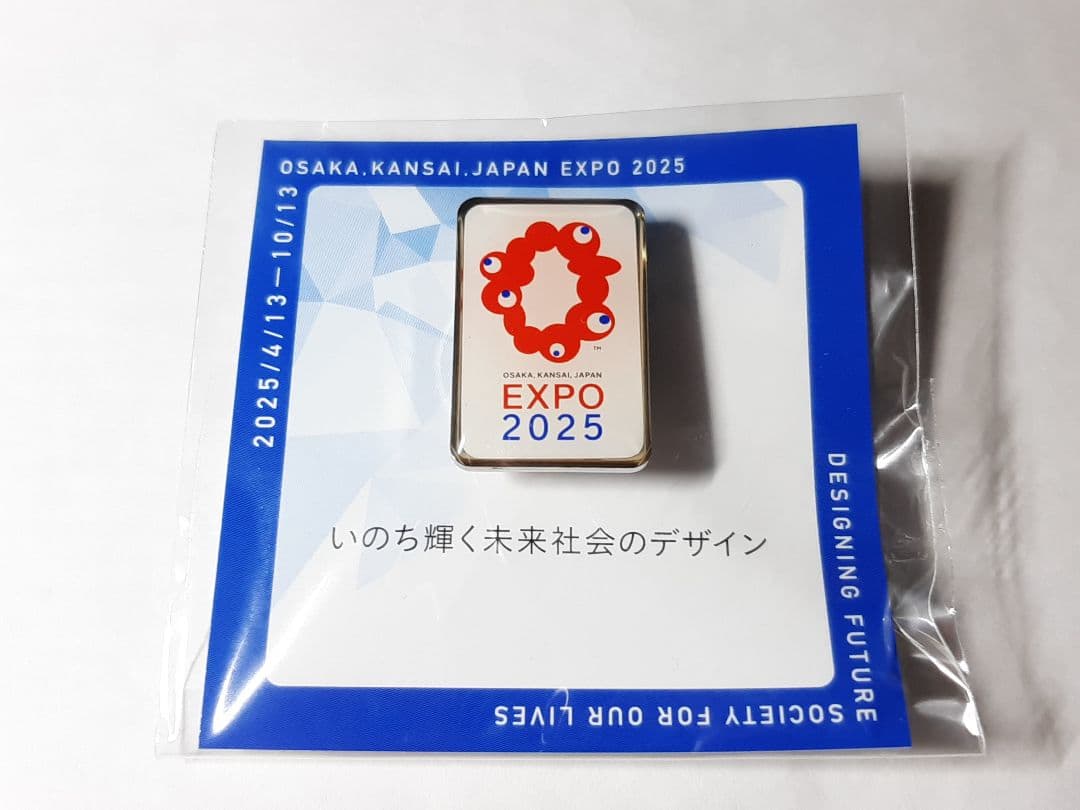 OSAKA,KANSAI,JAPAN EXPO 2025
2025/4/13—10/13
OSAKA, KANSAI, JAPAN
EXPO
2025
TM
いのち輝く未来社会のデザイン
DESIGNING FUTURE
SOCIETY FOR OUR LIVES